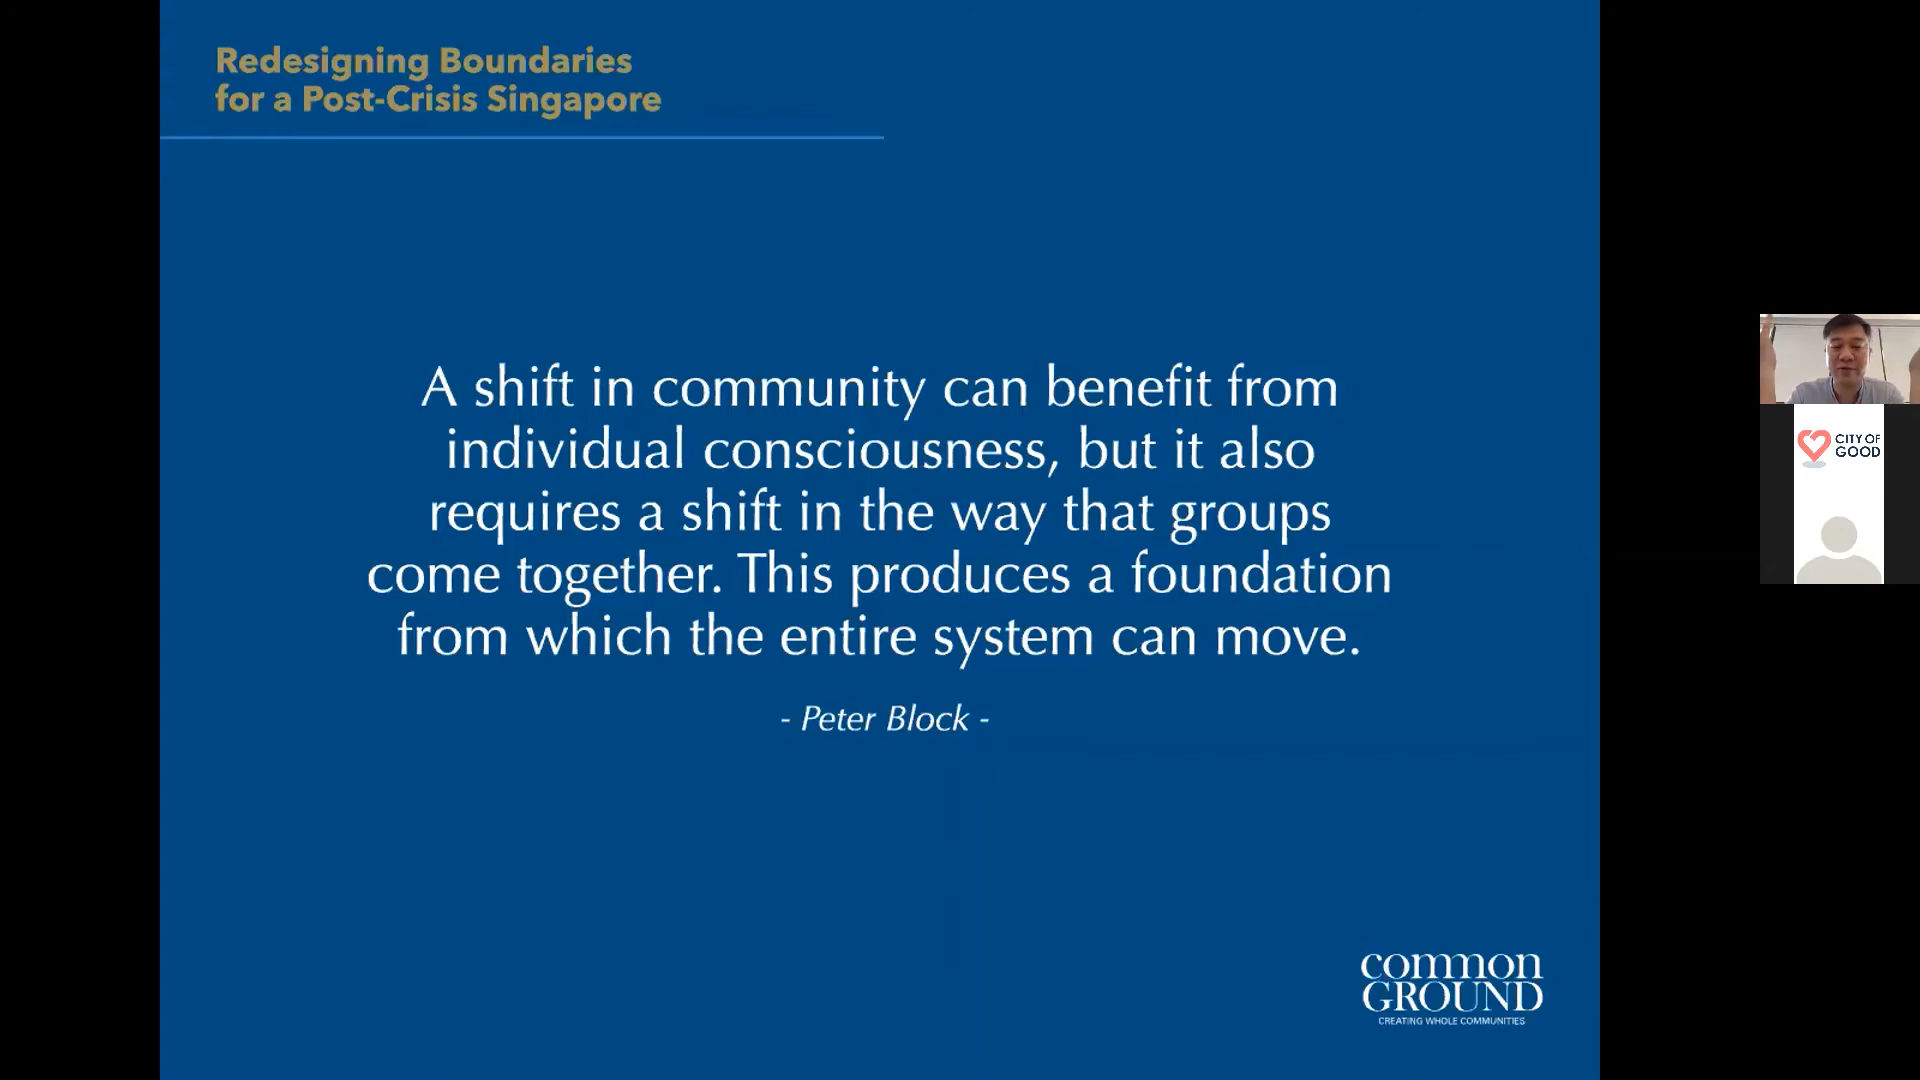 Redesigning Boundaries
for a Post-Crisis Singapore
A shift in community can benefit from
individual consciousness, but it also
requires a shift in the way that groups
come together. This produces a foundation
from which the entire system can move.
- Peter Block -
CITY OF
GOOD
common
GROUND
CREATING WHOLE COMMUNITIES